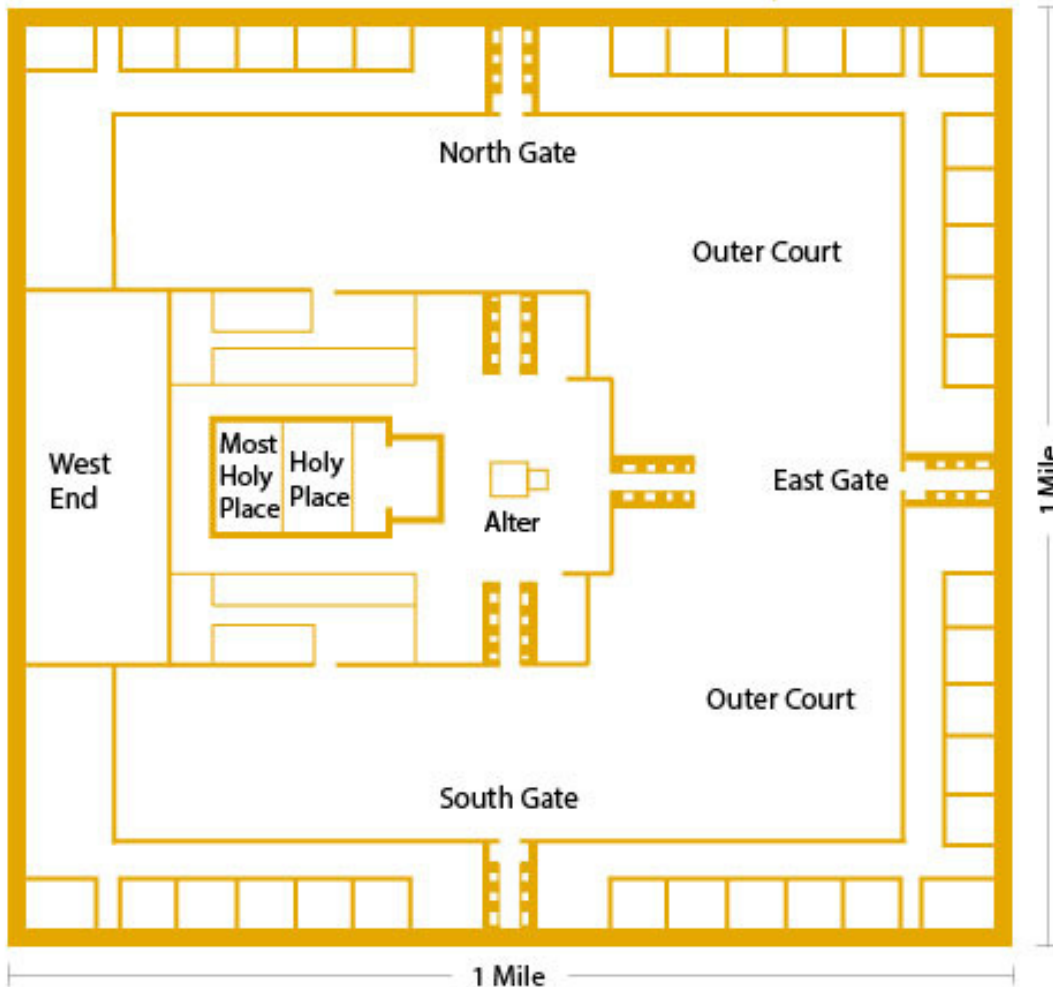 North Gate
Outer Court
Most
Holy
Place
Holy
Place
West
End
East Gate
Alter
1 Mile
Outer Court
South Gate
1 Mile